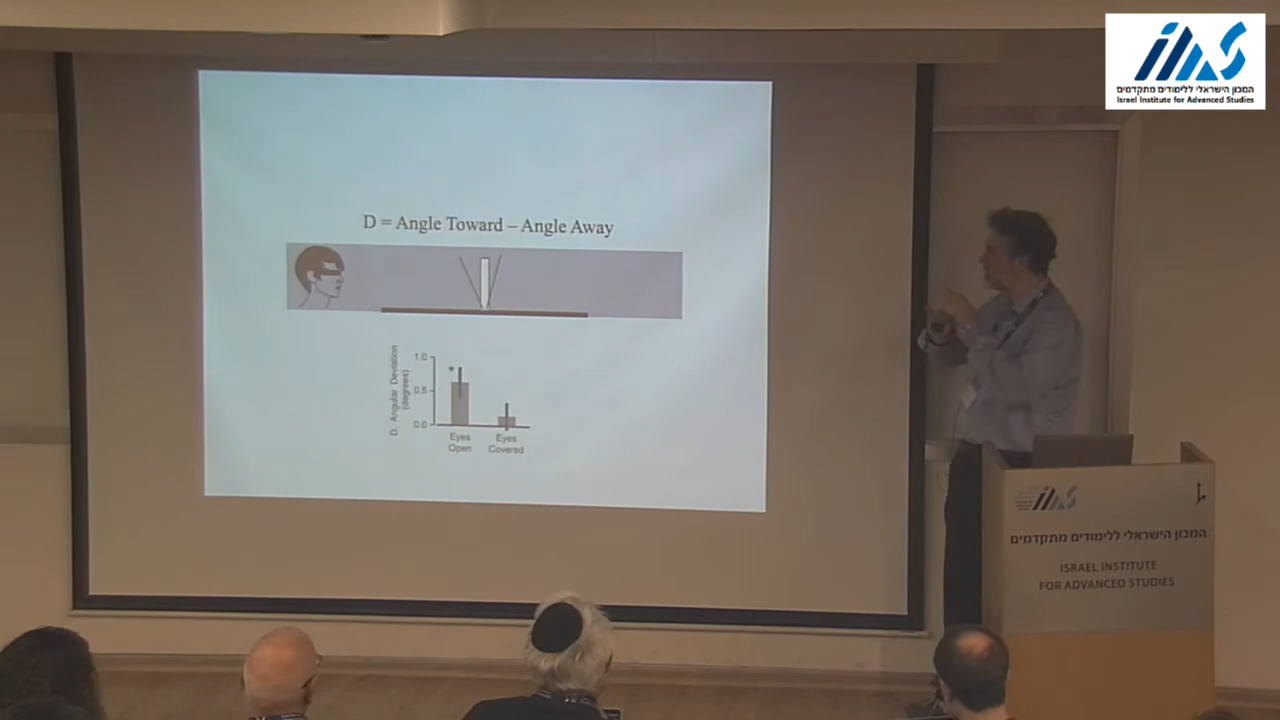 המכון הישראלי ללימודים מתקדמים
Israel Institute for Advanced Studies
D = Angle Toward – Angle Away
D, Angular Deviation
(degrees)
1.0
0.5
0.0
*
Eyes
Open
Eyes
Covered
המכון הישראלי ללימודים מתקדמים
ISRAEL INSTITUTE
FOR ADVANCED STUDIES